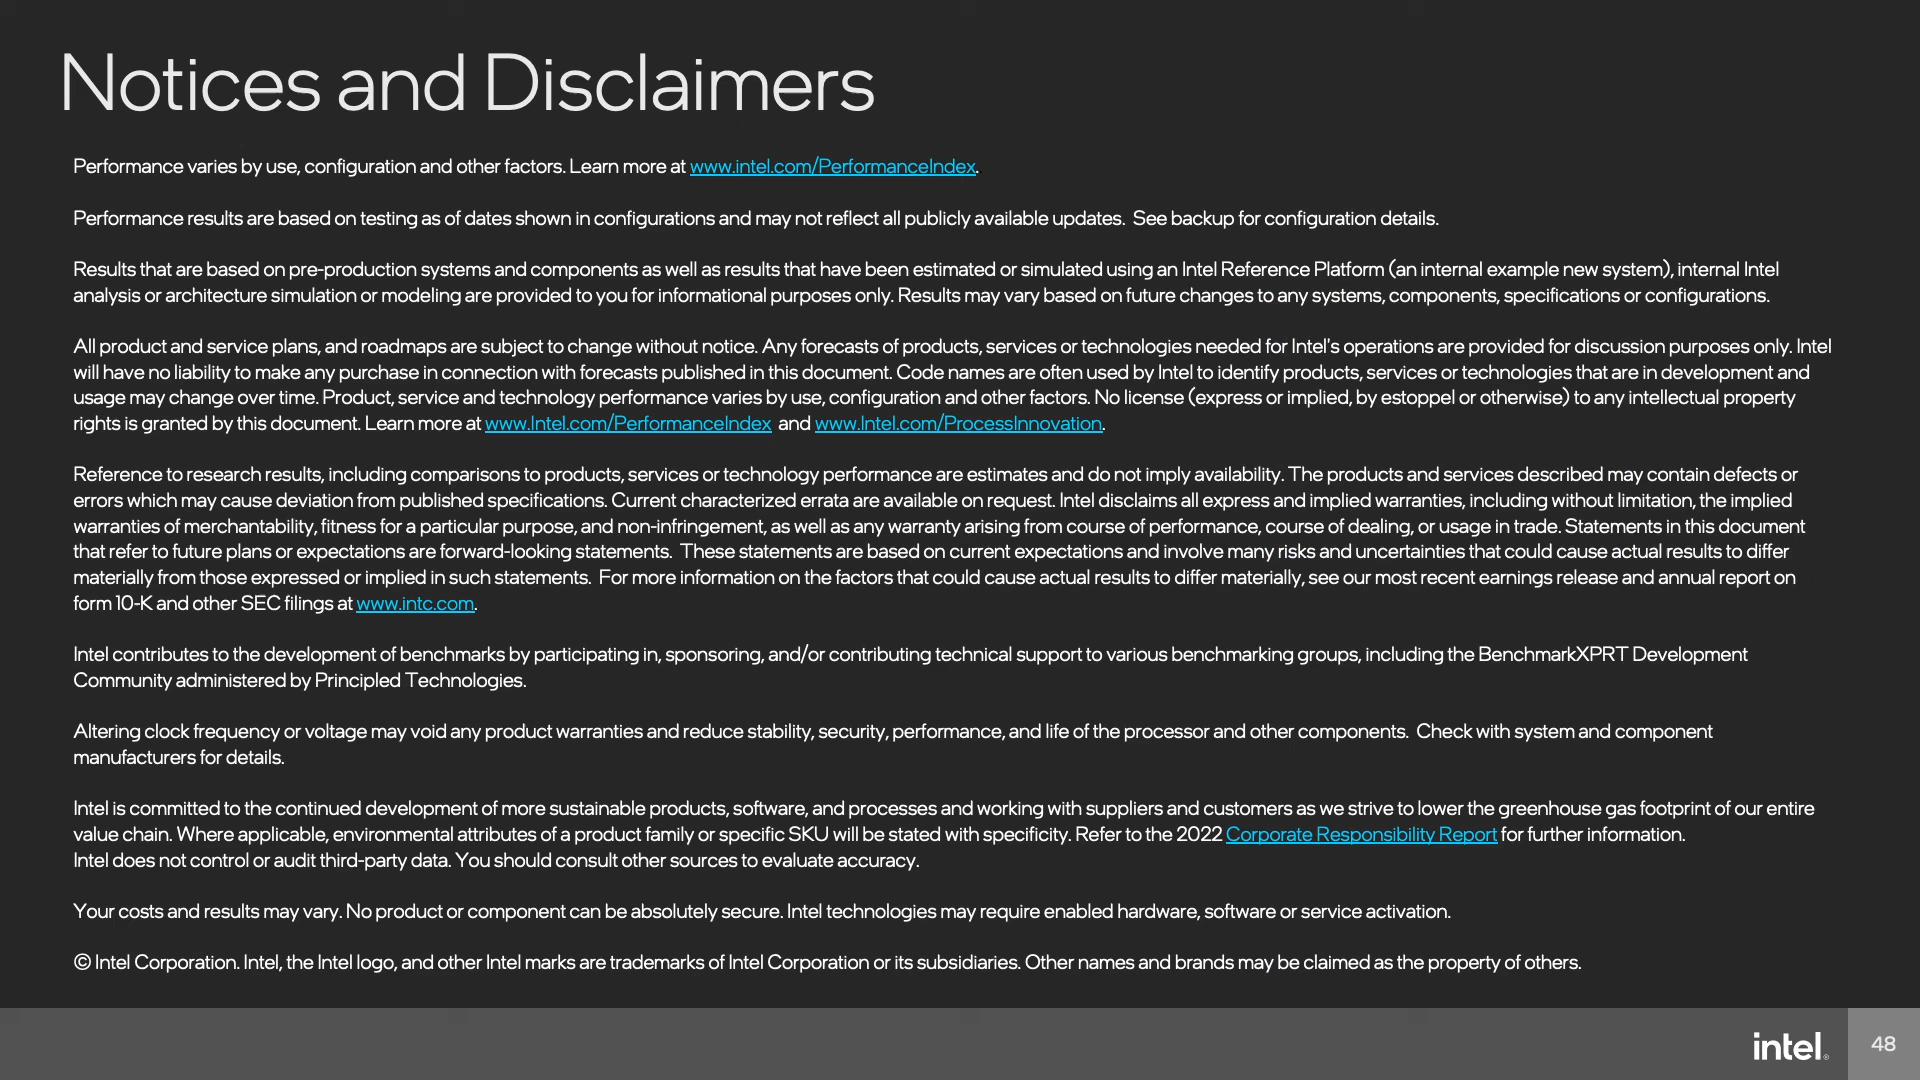 Notices and Disclaimers
Performance varies by use, configuration and other factors. Learn more at www.intel.com/PerformanceIndex.
Performance results are based on testing as of dates shown in configurations and may not reflect all publicly available updates.  See backup for configuration details.
Results that are based on pre-production systems and components as well as results that have been estimated or simulated using an Intel Reference Platform (an internal example new system), internal Intel
analysis or architecture simulation or modeling are provided to you for informational purposes only. Results may vary based on future changes to any systems, components, specifications or configurations.
All product and service plans, and roadmaps are subject to change without notice. Any forecasts of products, services or technologies needed for Intel's operations are provided for discussion purposes only. Intel
will have no liability to make any purchase in connection with forecasts published in this document. Code names are often used by Intel to identify products, services or technologies that are in development and
usage may change over time. Product, service and technology performance varies by use, configuration and other factors. No license (express or implied, by estoppel or otherwise) to any intellectual property
rights is granted by this document. Learn more at www.Intel.com/PerformanceIndex  and www.Intel.com/ProcessInnovation.
Reference to research results, including comparisons to products, services or technology performance are estimates and do not imply availability. The products and services described may contain defects or
errors which may cause deviation from published specifications. Current characterized errata are available on request. Intel disclaims all express and implied warranties, including without limitation, the implied
warranties of merchantability, fitness for a particular purpose, and non-infringement, as well as any warranty arising from course of performance, course of dealing, or usage in trade. Statements in this document
that refer to future plans or expectations are forward-looking statements.  These statements are based on current expectations and involve many risks and uncertainties that could cause actual results to differ
materially from those expressed or implied in such statements.  For more information on the factors that could cause actual results to differ materially, see our most recent earnings release and annual report on
form 10-K and other SEC filings at www.intc.com.
Intel contributes to the development of benchmarks by participating in, sponsoring, and/or contributing technical support to various benchmarking groups, including the BenchmarkXPRT Development
Community administered by Principled Technologies.
Altering clock frequency or voltage may void any product warranties and reduce stability, security, performance, and life of the processor and other components.  Check with system and component
manufacturers for details.
Intel is committed to the continued development of more sustainable products, software, and processes and working with suppliers and customers as we strive to lower the greenhouse gas footprint of our entire
value chain. Where applicable, environmental attributes of a product family or specific SKU will be stated with specificity. Refer to the 2022 Corporate Responsibility Report for further information.
Intel does not control or audit third-party data. You should consult other sources to evaluate accuracy.
Your costs and results may vary. No product or component can be absolutely secure. Intel technologies may require enabled hardware, software or service activation.
© Intel Corporation. Intel, the Intel logo, and other Intel marks are trademarks of Intel Corporation or its subsidiaries. Other names and brands may be claimed as the property of others.
intel®
48